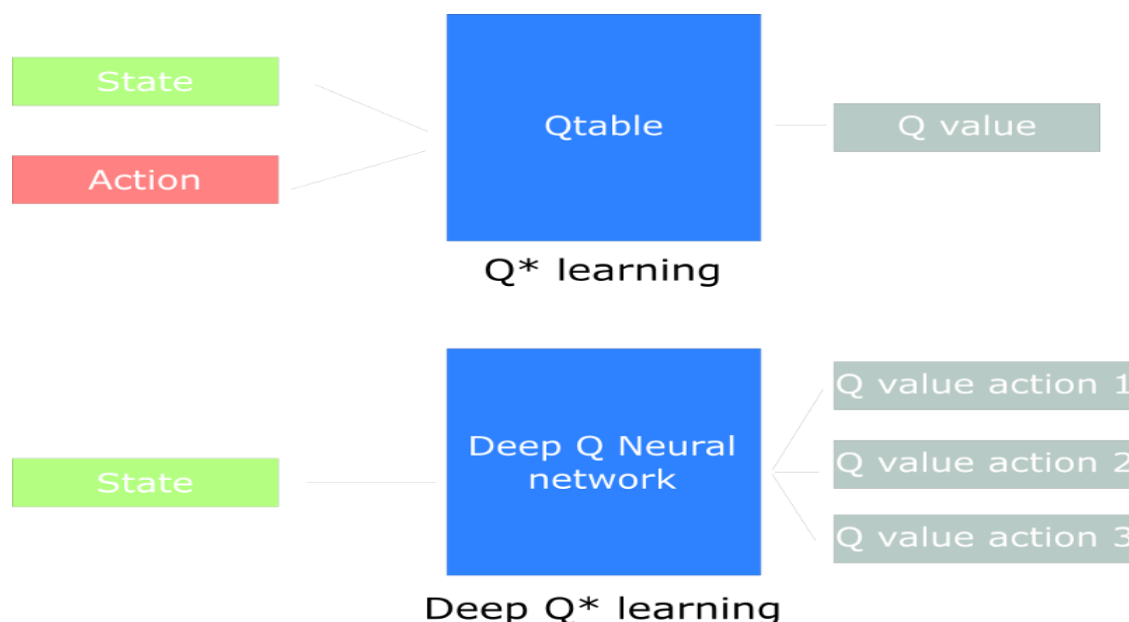 State
Action
Qtable
Q value
Q* learning
State
Deep Q Neural
network
Q value action 1
Q value action 2
Q value action 3
Deep Q* learning